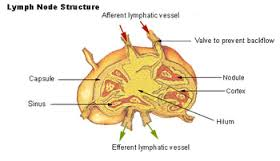 Lymph Node Structure
Afferent lymphatic vessel
Valve to prevent backflow
Capsule
Nodule
Cortex
Sinus
Hilum
Efferent lymphatic vessel